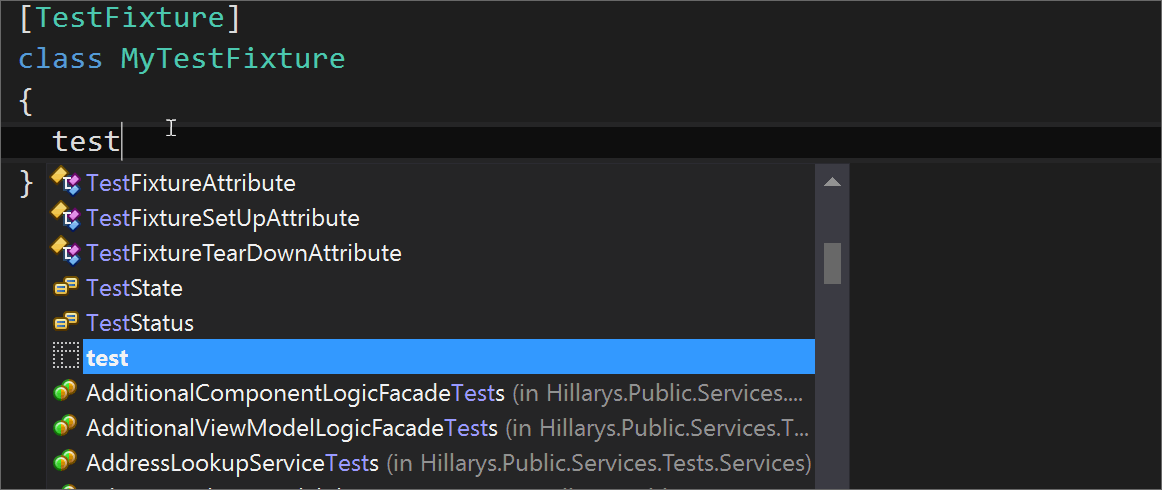 [TestFixture]
class MyTestFixture
{
test
}
TestFixtureAttribute
TestFixtureSetUpAttribute
TestFixtureTearDownAttribute
TestState
TestStatus
test
AdditionalComponentLogicFacadeTests (in Hillarys.Public.Services....
AdditionalViewModelLogicFacadeTests (in Hillarys.Public.Services.T...
AddressLookupServiceTests (in Hillarys.Public.Services.Tests.Services)